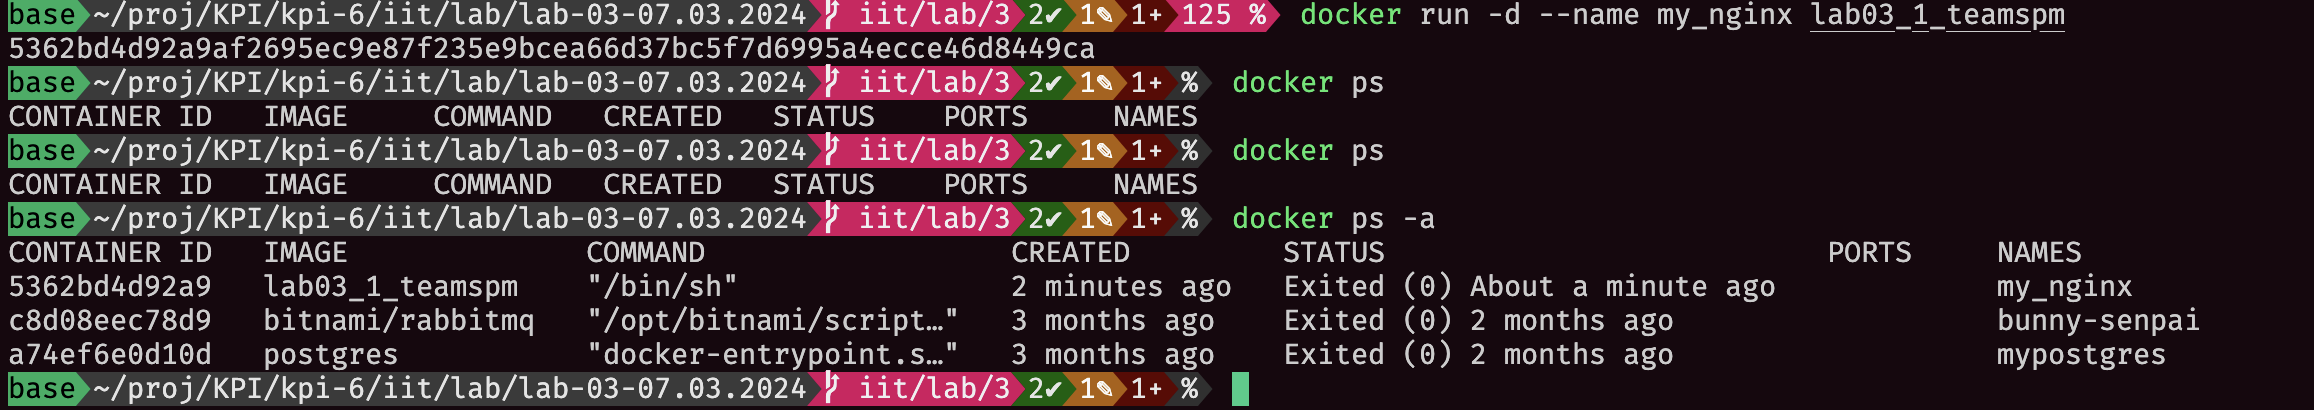 base ~/proj/KPI/kpi-6/iit/lab/lab-03-07.03.2024 iit/lab/3 2✔ 1✎ 1+ 125 % docker run -d --name my_nginx lab03_1_teamspm
5362bd4d92a9af2695ec9e87f235e9bcea66d37bc5f7d6995a4ecce46d8449ca
base ~/proj/KPI/kpi-6/iit/lab/lab-03-07.03.2024 iit/lab/3 2✔ 1✎ 1+ % docker ps
CONTAINER ID IMAGE COMMAND CREATED STATUS PORTS NAMES
base ~/proj/KPI/kpi-6/iit/lab/lab-03-07.03.2024 iit/lab/3 2✔ 1✎ 1+ % docker ps
CONTAINER ID IMAGE COMMAND CREATED STATUS PORTS NAMES
base ~/proj/KPI/kpi-6/iit/lab/lab-03-07.03.2024 iit/lab/3 2✔ 1✎ 1+ % docker ps -a
CONTAINER ID IMAGE COMMAND CREATED STATUS PORTS NAMES
5362bd4d92a9 lab03_1_teamspm "/bin/sh" 2 minutes ago Exited (0) About a minute ago my_nginx
c8d08eec78d9 bitnami/rabbitmq "/opt/bitnami/script…" 3 months ago Exited (0) 2 months ago bunny-senpai
a74ef6e0d10d postgres "docker-entrypoint.s…" 3 months ago Exited (0) 2 months ago mypostgres
base ~/proj/KPI/kpi-6/iit/lab/lab-03-07.03.2024 iit/lab/3 2✔ 1✎ 1+ %